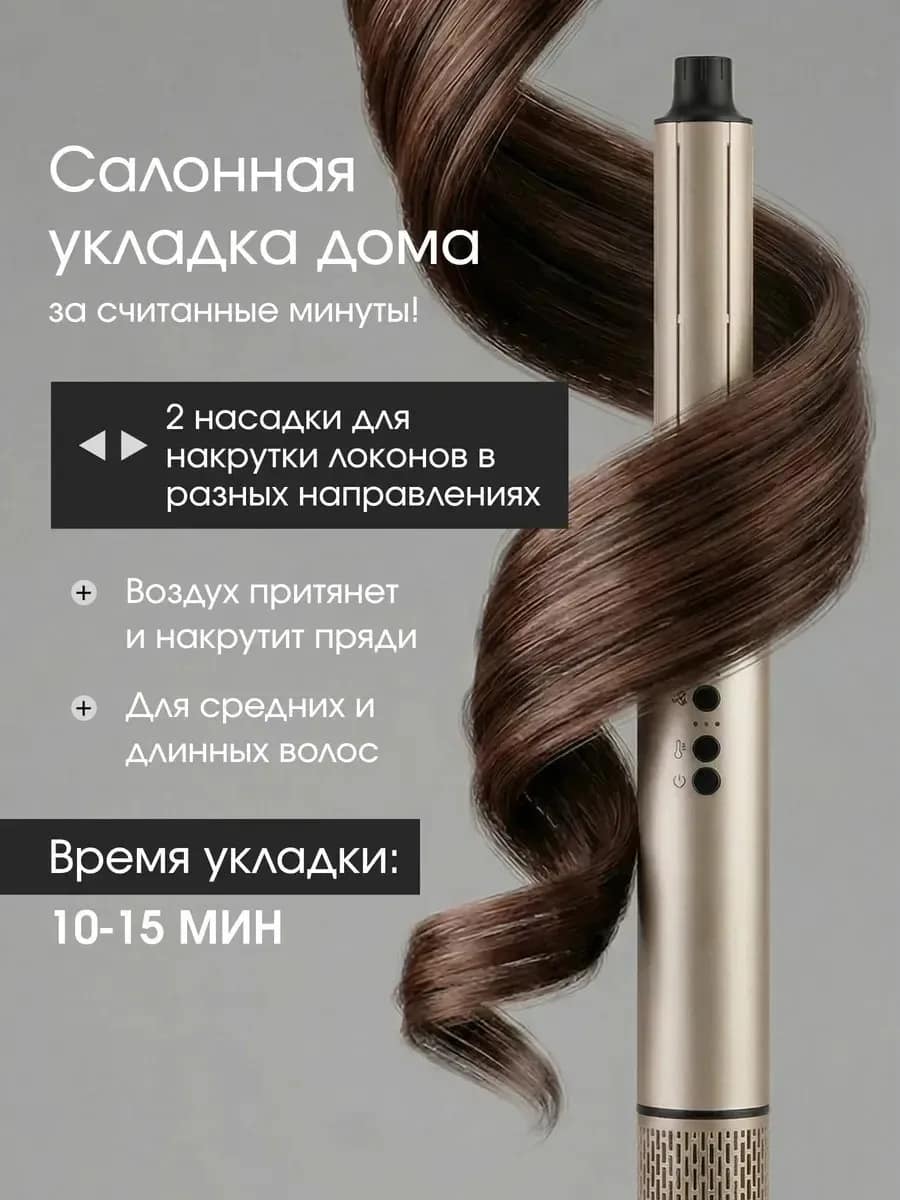 Салонная
укладка дома
за считанные минуты!
2 насадки для
накрутки локонов в
разных направлениях
Воздух притянет
и накрутит пряди
Для средних и
длинных волос
Время укладки:
10-15 МИН